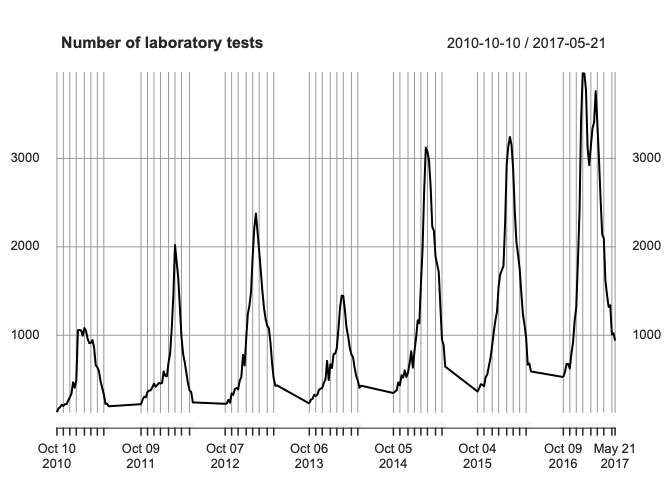 Number of laboratory tests 2010-10-10 / 2017-05-21
3000 3000
2000 2000
1000 1000
Oct 10 Oct 09 Oct 07 Oct 06 Oct 05 Oct 04 Oct 09 May 21
2010 2011 2012 2013 2014 2015 2016 2017